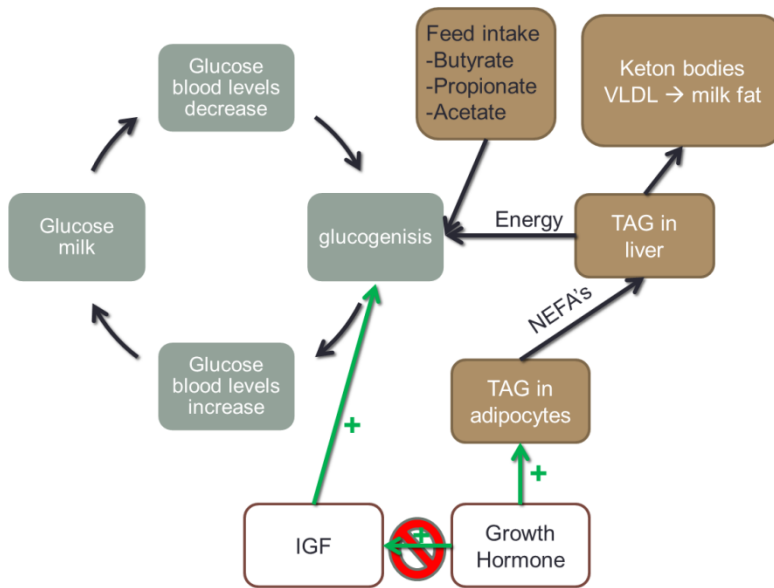 Glucose
blood levels
decrease
Feed intake
-Butyrate
-Propionate
-Acetate
Keton bodies
VLDL → milk fat
Glucose
milk
glucogenisis
Energy
TAG in
liver
NEFA's
Glucose
blood levels
increase
TAG in
adipocytes
+
+
IGF
+
Growth
Hormone